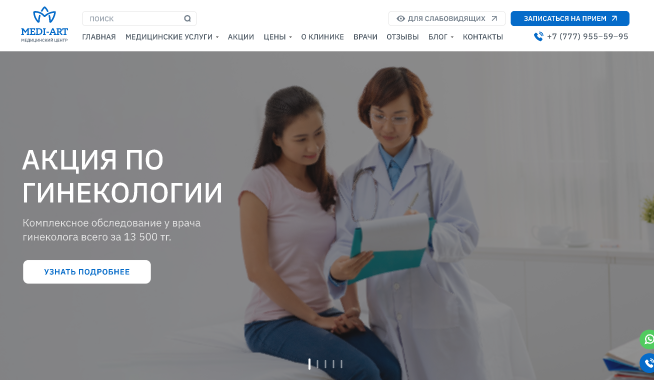 MEDI-ART
МЕДИЦИНСКИЙ ЦЕНТР
ПОИСК
ДЛЯ СЛАБОВИДЯЩИХ
ЗАПИСАТЬСЯ НА ПРИЕМ
ГЛАВНАЯ МЕДИЦИНСКИЕ УСЛУГИ АКЦИИ ЦЕНЫ О КЛИНИКЕ ВРАЧИ ОТЗЫВЫ БЛОГ КОНТАКТЫ
+7 (777) 955-59-95
АКЦИЯ ПО
ГИНЕКОЛОГИИ
Комплексное обследование у врача
гинеколога всего за 13 500 тг.
УЗНАТЬ ПОДРОБНЕЕ